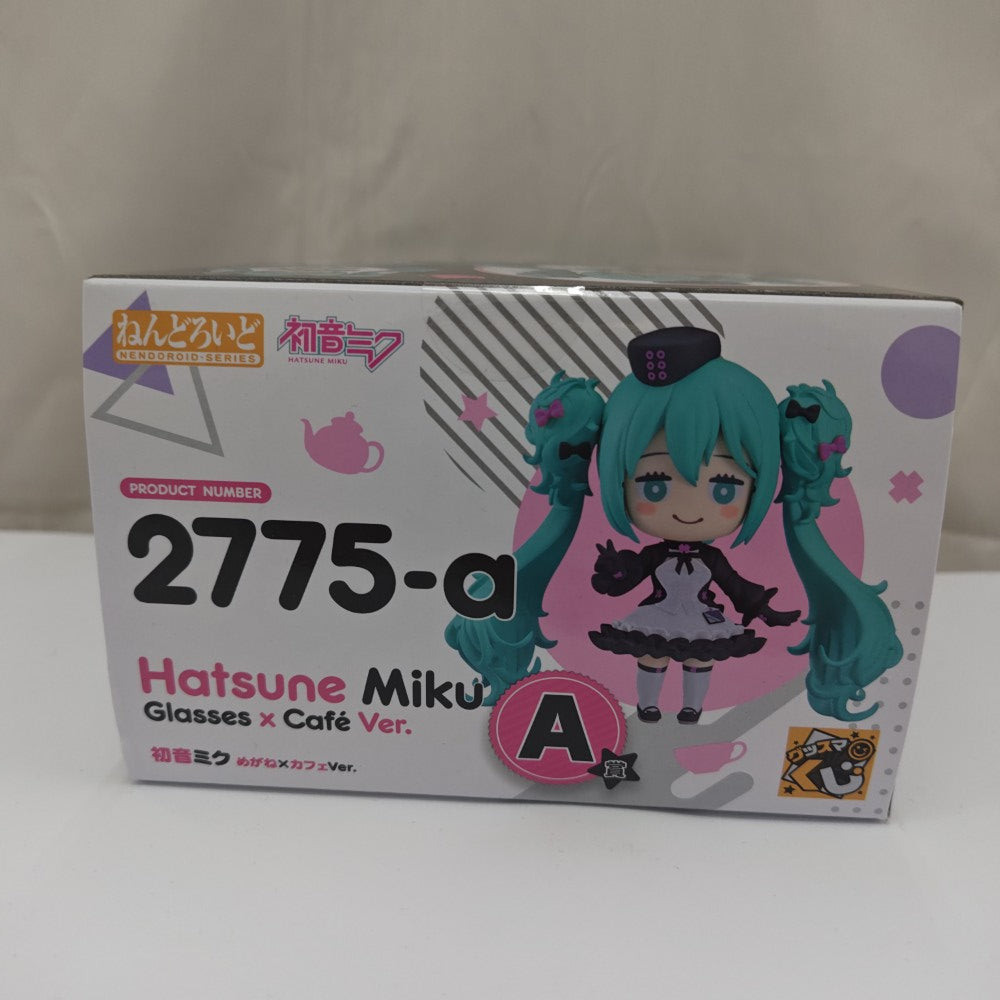 ねんどろいど
NENDOROID-SERIES
初音ミク
HATSUNE MIKU
PRODUCT NUMBER
2775-a
Hatsune Miku
Glasses x Café Ver.
初音ミク めがね×カフェVer.
A
賞
グッスマ
くじ